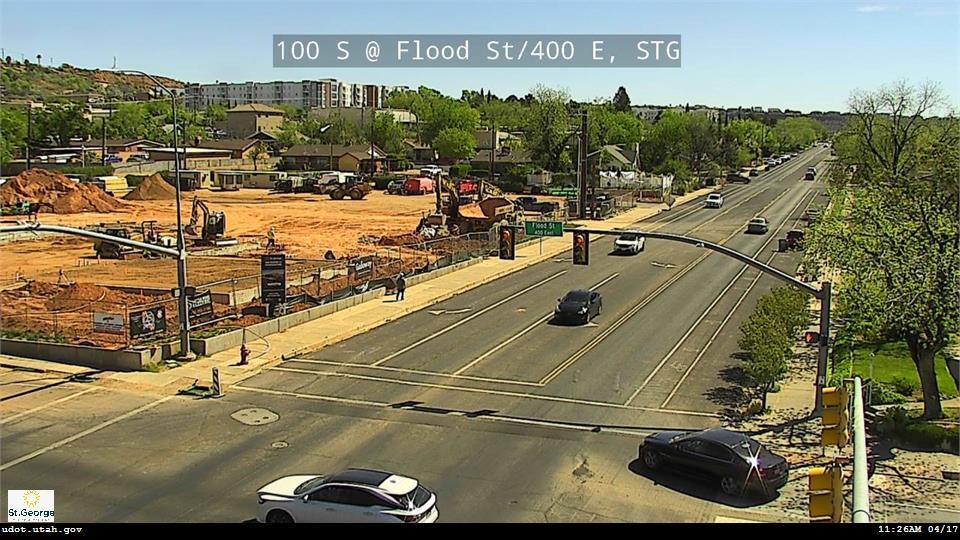 100 S @ Flood St/400 E, STG
Flood St
400 East
St.George
udot.utah.gov
11:26AM 04/17